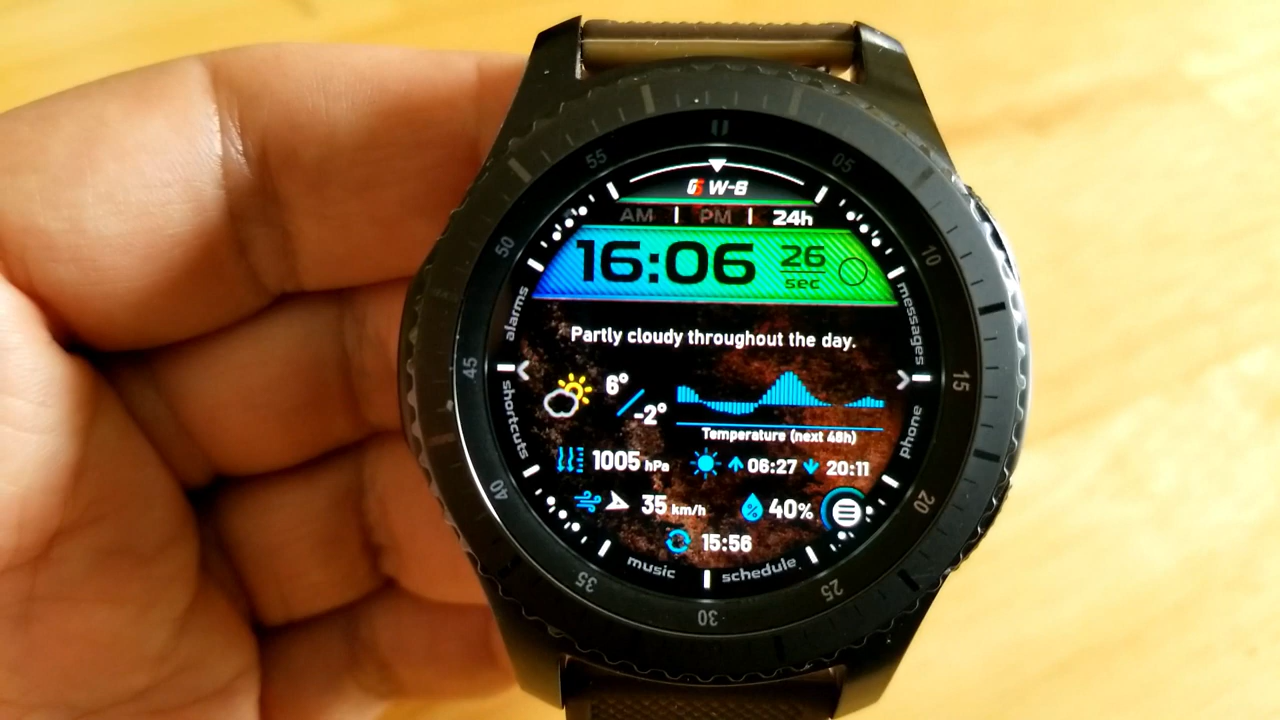 55
05
50
10
45
15
40
20
35
30
25
W-8
AM | PM | 24h
16:06 26 sec
alarms
messages
Partly cloudy throughout the day.
6° / -2°
Temperature (next 48h)
shortcuts
phone
1005 hPa 06:27 20:11
35 km/h % 40%
15:56
music
schedule